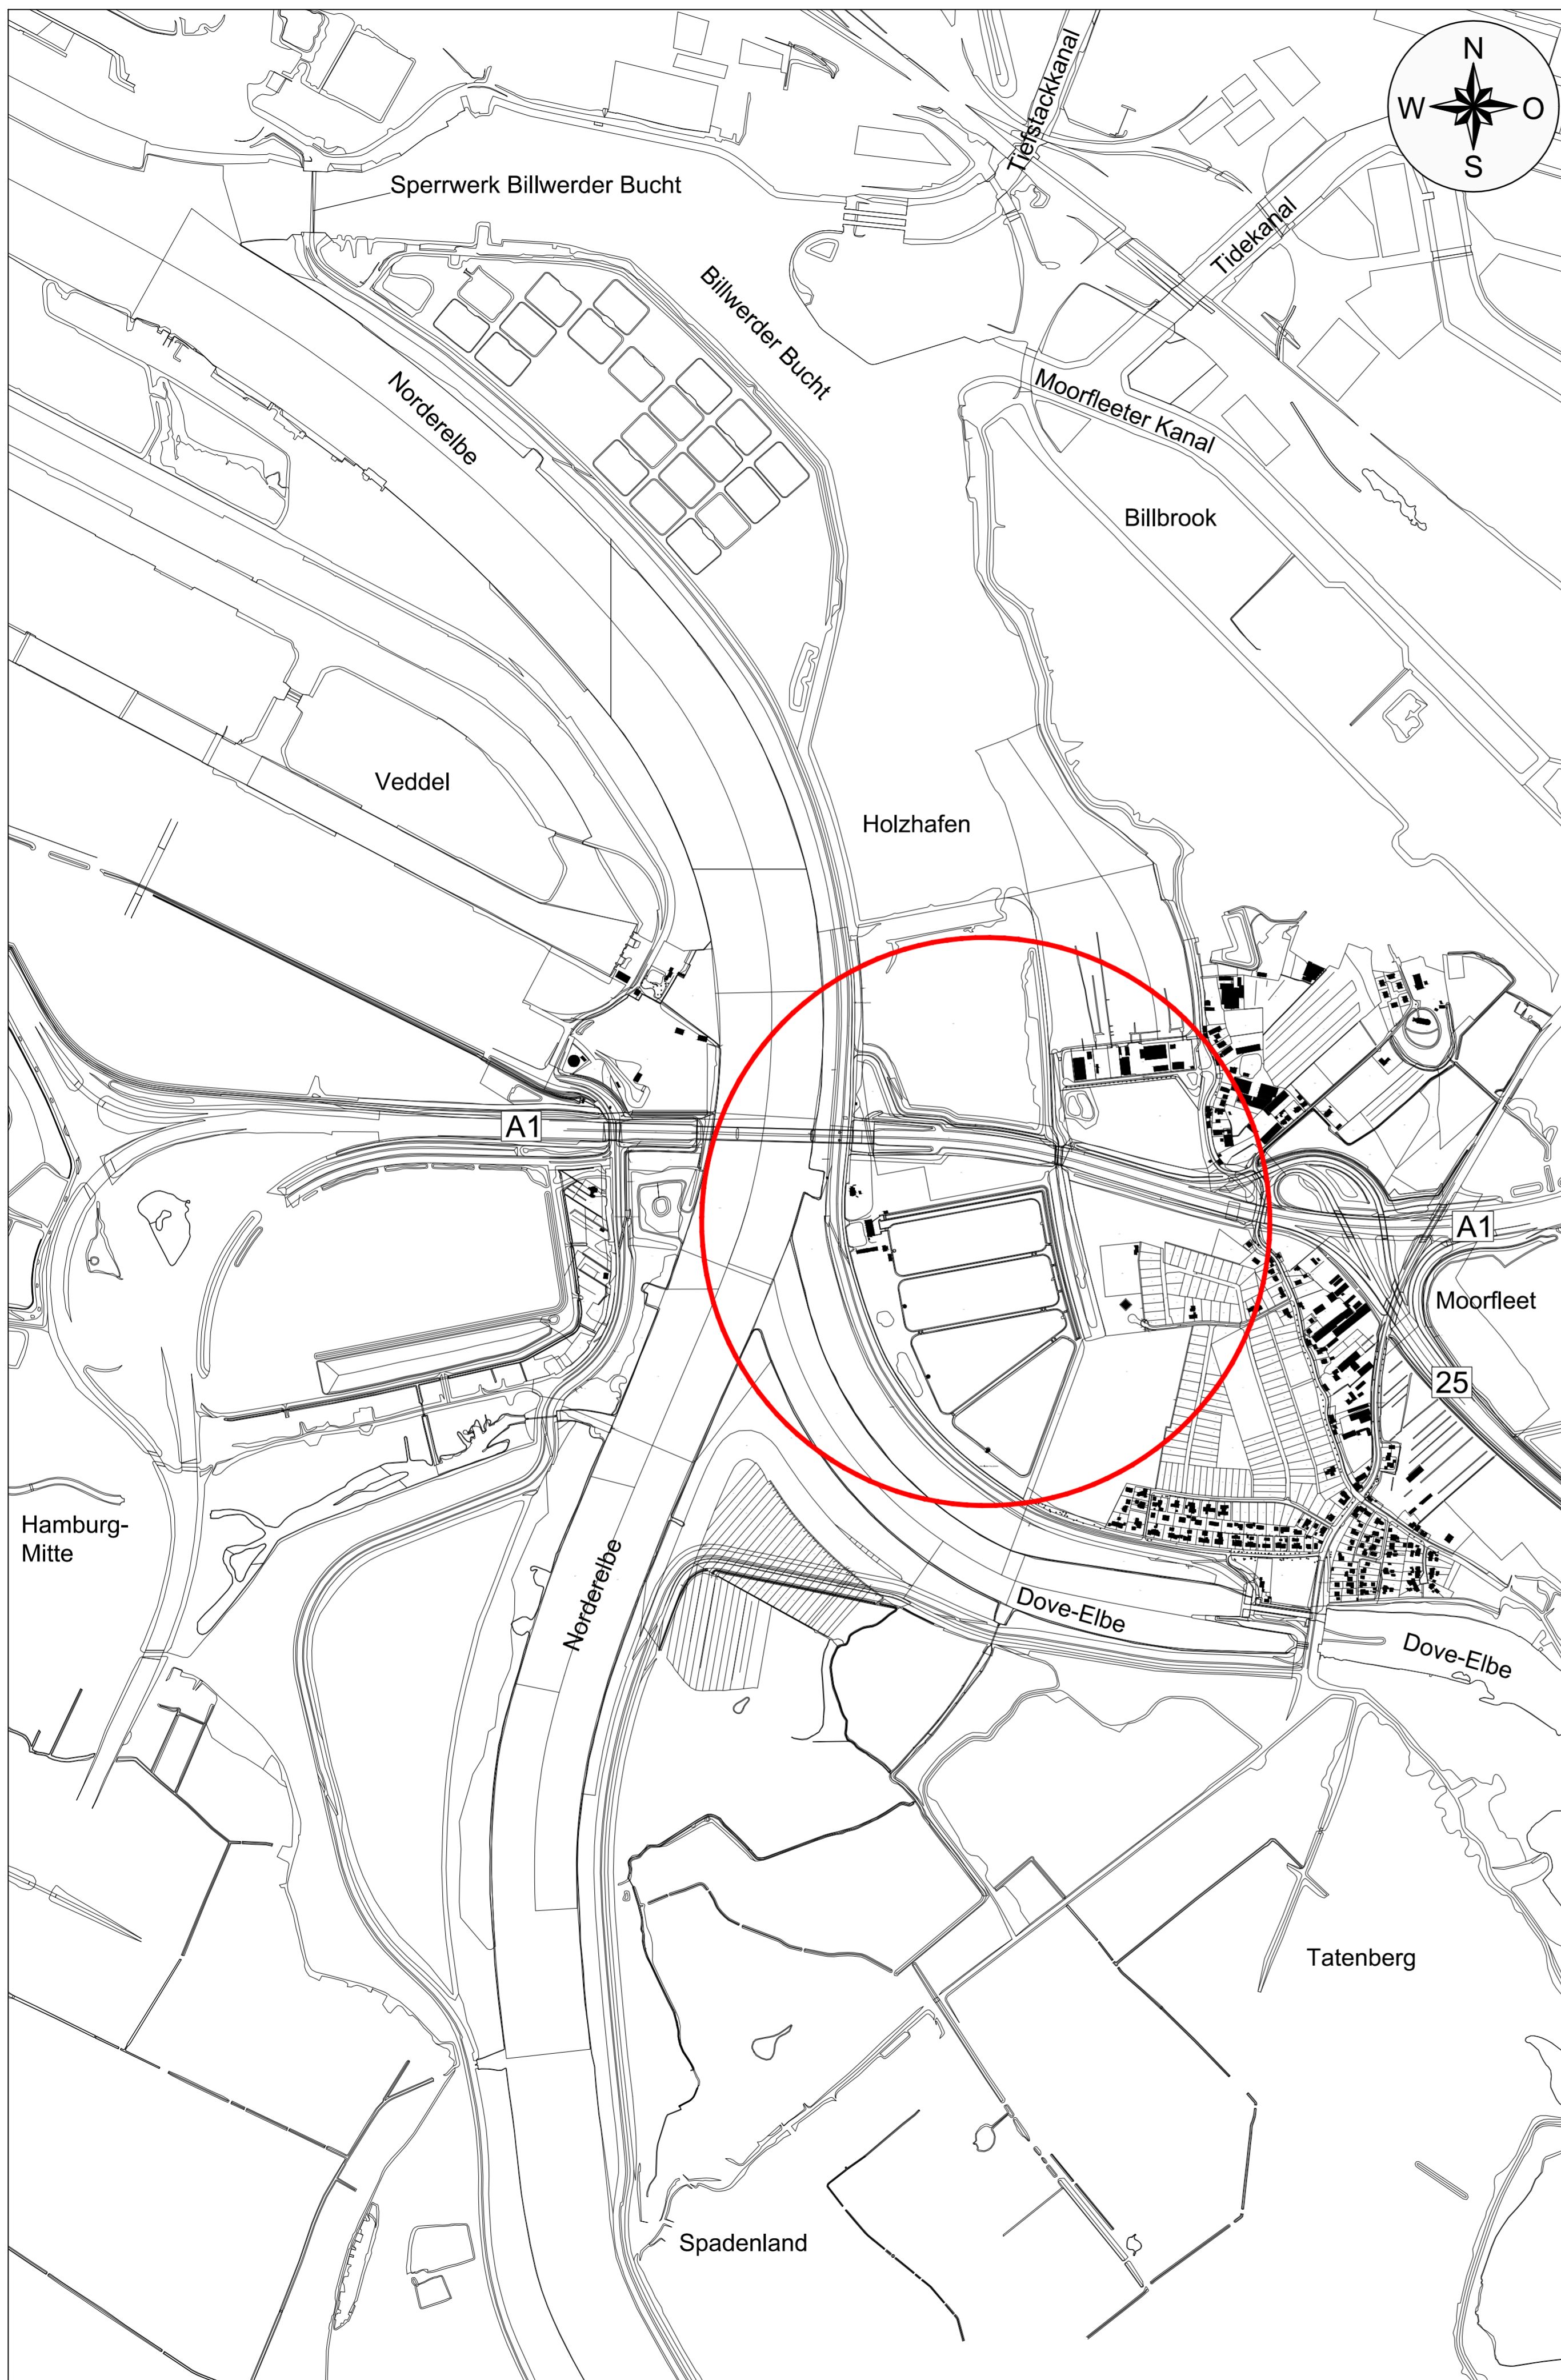 N
W
O
S
Tiefstackkanal
Sperrwerk Billwerder Bucht
Tidekanal
Billwerder Bucht
Norderelbe
Moorfleeter Kanal
Billbrook
Veddel
Holzhafen
A1
A1
Moorfleet
25
Hamburg-
Mitte
Norderelbe
Dove-Elbe
Dove-Elbe
Tatenberg
Spadenland